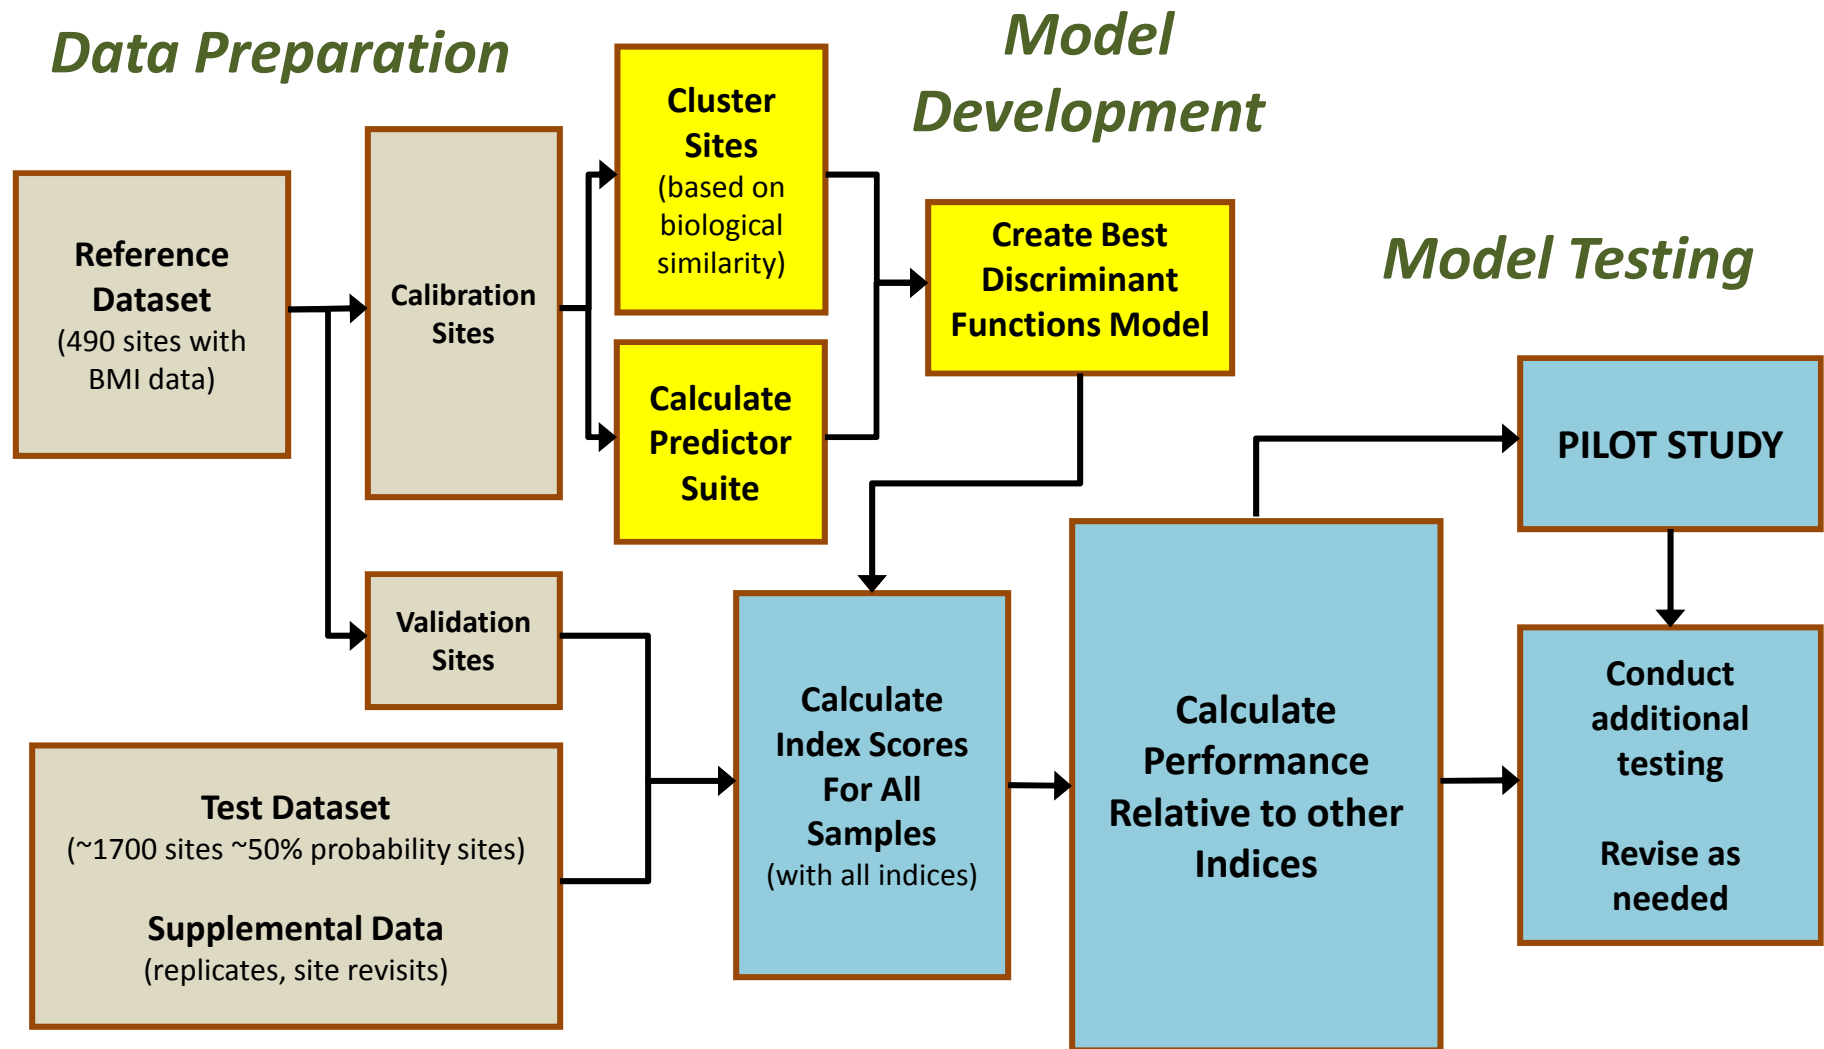 Data Preparation
Model
Development
Model Testing
Reference
Dataset
(490 sites with
BMI data)
Calibration
Sites
Cluster
Sites
(based on
biological
similarity)
Calculate
Predictor
Suite
Create Best
Discriminant
Functions Model
Validation
Sites
Test Dataset
(~1700 sites ~50% probability sites)
Supplemental Data
(replicates, site revisits)
Calculate
Index Scores
For All
Samples
(with all indices)
Calculate
Performance
Relative to other
Indices
PILOT STUDY
Conduct
additional
testing
Revise as
needed